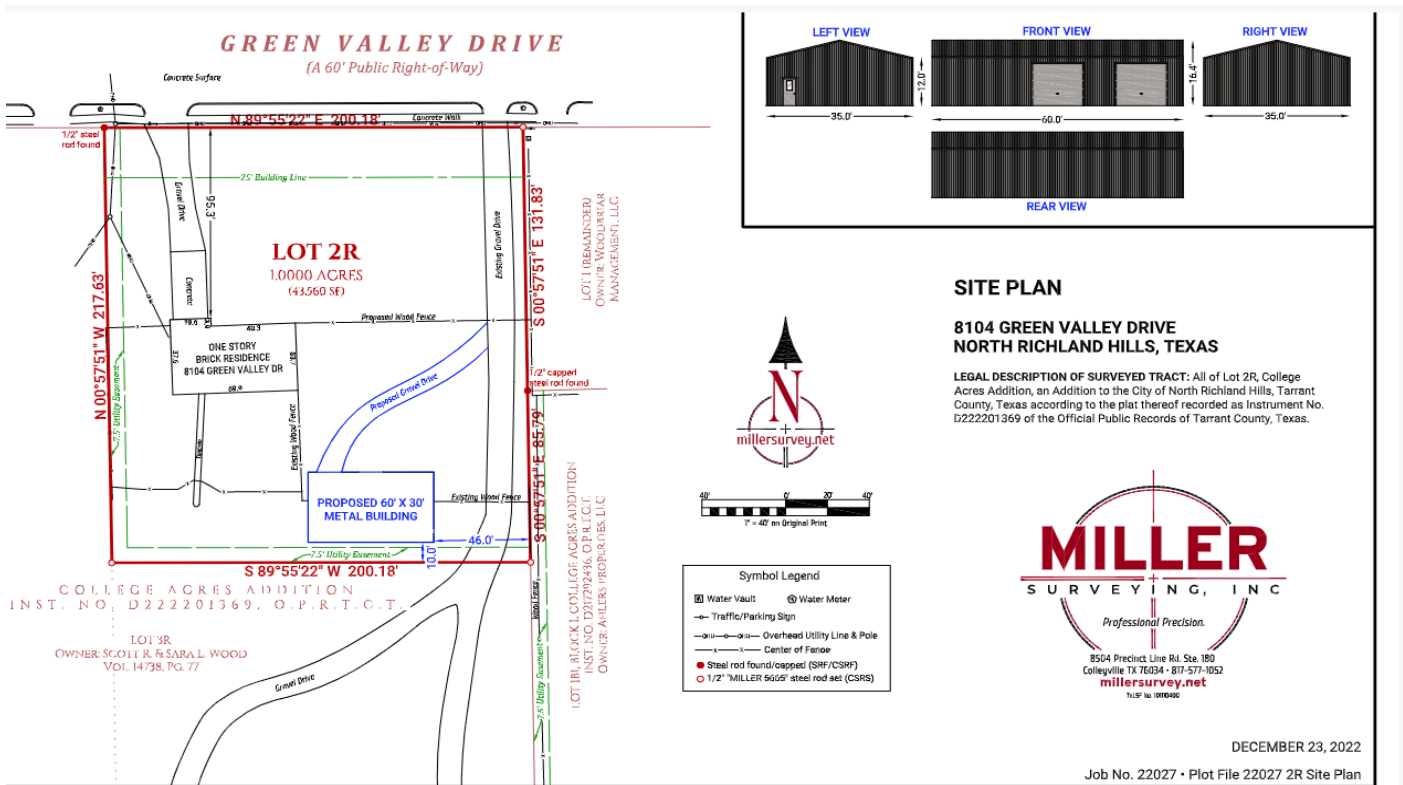 GREEN VALLEY DRIVE
(A 60' Public Right-of-Way)
Concrete Surface
N 89°55'22" E 200.18'
Concrete Walk
1/2" steel
rod found
25' Building Line
Gravel Drive
95.3'
Existing Gravel Drive
S 00°57'51" E 131.83'
LOT 1 (REMAINDER)
OWNER: WOODBRIAR
MANAGEMENT, LLC
LOT 2R
1.0000 ACRES
(43,560 SF)
Concrete
N 00°57'51" W 217.63'
Proposed Wood Fence
ONE STORY
BRICK RESIDENCE
8104 GREEN VALLEY DR
1/2" capped
steel rod found
Proposed Gravel Drive
7.5' Utility Easement
Existing Wood Fence
PROPOSED 60' X 30'
METAL BUILDING
Existing Wood Fence
S 00°57'51" E 85.79'
46.0'
10.0'
7.5' Utility Easement
S 89°55'22" W 200.18'
COLLEGE ACRES ADDITION
INST. NO. D222201369, O.P.R.T.C.T.
LOT 3R
OWNER: SCOTT R. & SARA L. WOOD
VOL. 14738, PG. 77
Gravel Drive
Wood Fence
7.5' Utility Easement
LOT 1B1, BLOCK 1, COLLEGE ACRES ADDITION
INST. NO. D217292436, O.P.R.T.C.T.
OWNER: AHLERS PROPERTIES, LLC
LEFT VIEW
FRONT VIEW
RIGHT VIEW
12.0'
16.4'
35.0'
60.0'
35.0'
REAR VIEW
SITE PLAN
8104 GREEN VALLEY DRIVE
NORTH RICHLAND HILLS, TEXAS
LEGAL DESCRIPTION OF SURVEYED TRACT: All of Lot 2R, College
Acres Addition, an Addition to the City of North Richland Hills, Tarrant
County, Texas according to the plat thereof recorded as Instrument No.
D222201369 of the Official Public Records of Tarrant County, Texas.
N
millersurvey.net
40' 0' 20' 40'
1" = 40' on Original Print
Symbol Legend
Water Vault Water Meter
Traffic/Parking Sign
Overhead Utility Line & Pole
Center of Fence
Steel rod found/capped (SRF/CSRF)
1/2" "MILLER 5665" steel rod set (CSRS)
MILLER
SURVEYING, INC
Professional Precision.
8504 Precinct Line Rd. Ste. 180
Colleyville TX 76034 • 817-577-1052
millersurvey.net
DECEMBER 23, 2022
Job No. 22027 • Plot File 22027 2R Site Plan